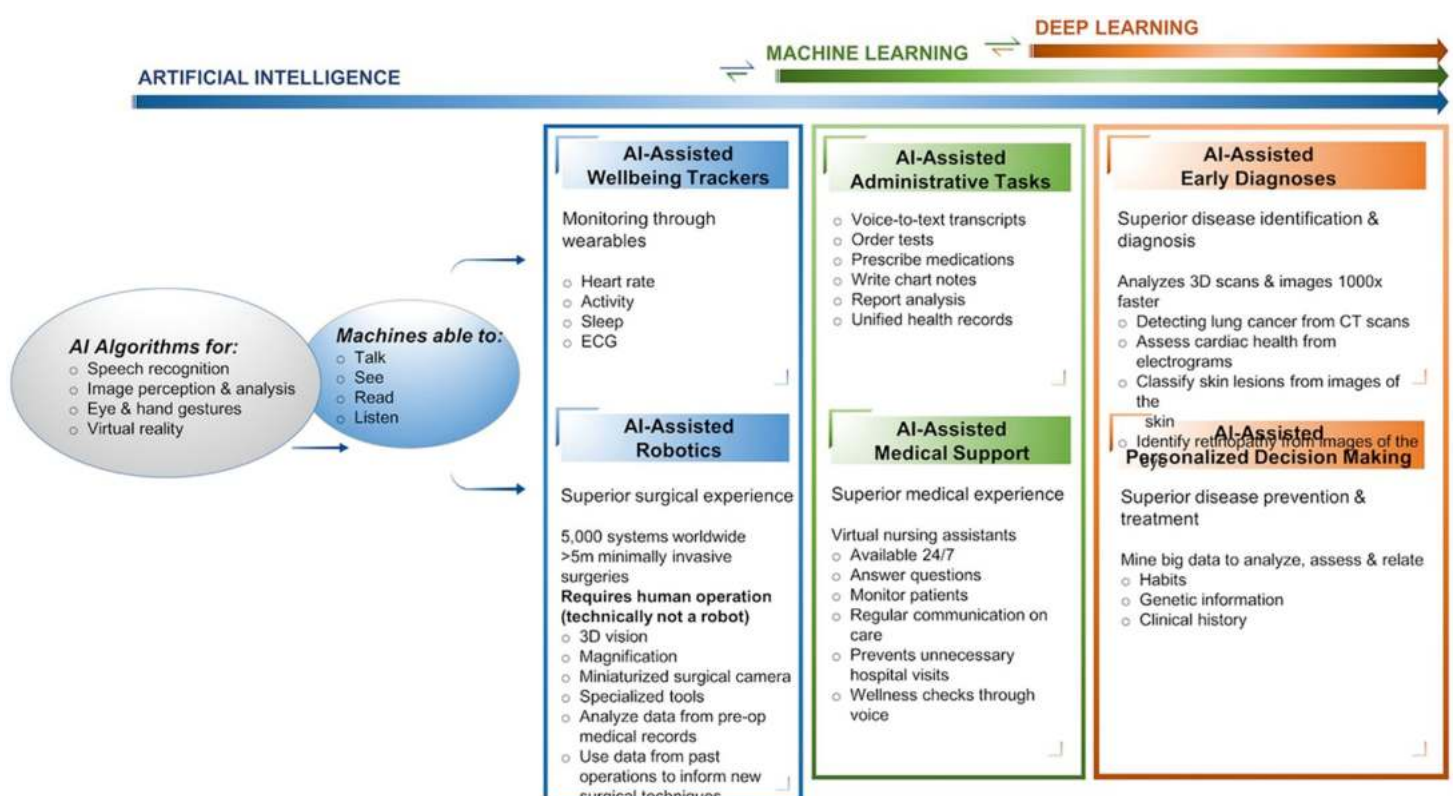 DEEP LEARNING
MACHINE LEARNING
ARTIFICIAL INTELLIGENCE
AI Algorithms for:
Speech recognition
Image perception & analysis
Eye & hand gestures
Virtual reality
Machines able to:
Talk
See
Read
Listen
AI-Assisted
Wellbeing Trackers
Monitoring through
wearables
Heart rate
Activity
Sleep
ECG
AI-Assisted
Robotics
Superior surgical experience
5,000 systems worldwide
>5m minimally invasive
surgeries
Requires human operation
(technically not a robot)
3D vision
Magnification
Miniaturized surgical camera
Specialized tools
Analyze data from pre-op
medical records
Use data from past
operations to inform new
surgical techniques
AI-Assisted
Administrative Tasks
Voice-to-text transcripts
Order tests
Prescribe medications
Write chart notes
Report analysis
Unified health records
AI-Assisted
Medical Support
Superior medical experience
Virtual nursing assistants
Available 24/7
Answer questions
Monitor patients
Regular communication on
care
Prevents unnecessary
hospital visits
Wellness checks through
voice
AI-Assisted
Early Diagnoses
Superior disease identification &
diagnosis
Analyzes 3D scans & images 1000x
faster
Detecting lung cancer from CT scans
Assess cardiac health from
electrograms
Classify skin lesions from images of
the
skin
Identify retinopathy from images of the
eye
AI-Assisted
Personalized Decision Making
Superior disease prevention &
treatment
Mine big data to analyze, assess & relate
Habits
Genetic information
Clinical history